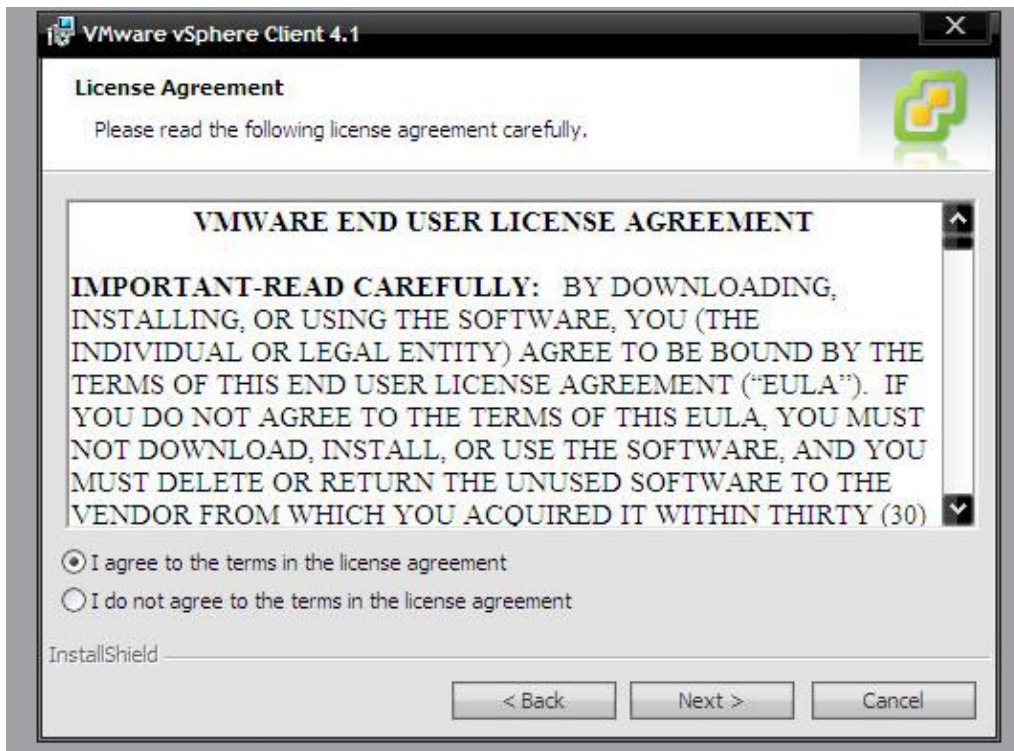 VMware vSphere Client 4.1
License Agreement
Please read the following license agreement carefully.
VMWARE END USER LICENSE AGREEMENT
IMPORTANT-READ CAREFULLY: BY DOWNLOADING,
INSTALLING, OR USING THE SOFTWARE, YOU (THE
INDIVIDUAL OR LEGAL ENTITY) AGREE TO BE BOUND BY THE
TERMS OF THIS END USER LICENSE AGREEMENT (“EULA”). IF
YOU DO NOT AGREE TO THE TERMS OF THIS EULA, YOU MUST
NOT DOWNLOAD, INSTALL, OR USE THE SOFTWARE, AND YOU
MUST DELETE OR RETURN THE UNUSED SOFTWARE TO THE
VENDOR FROM WHICH YOU ACQUIRED IT WITHIN THIRTY (30)
I agree to the terms in the license agreement
I do not agree to the terms in the license agreement
InstallShield
< Back Next > Cancel